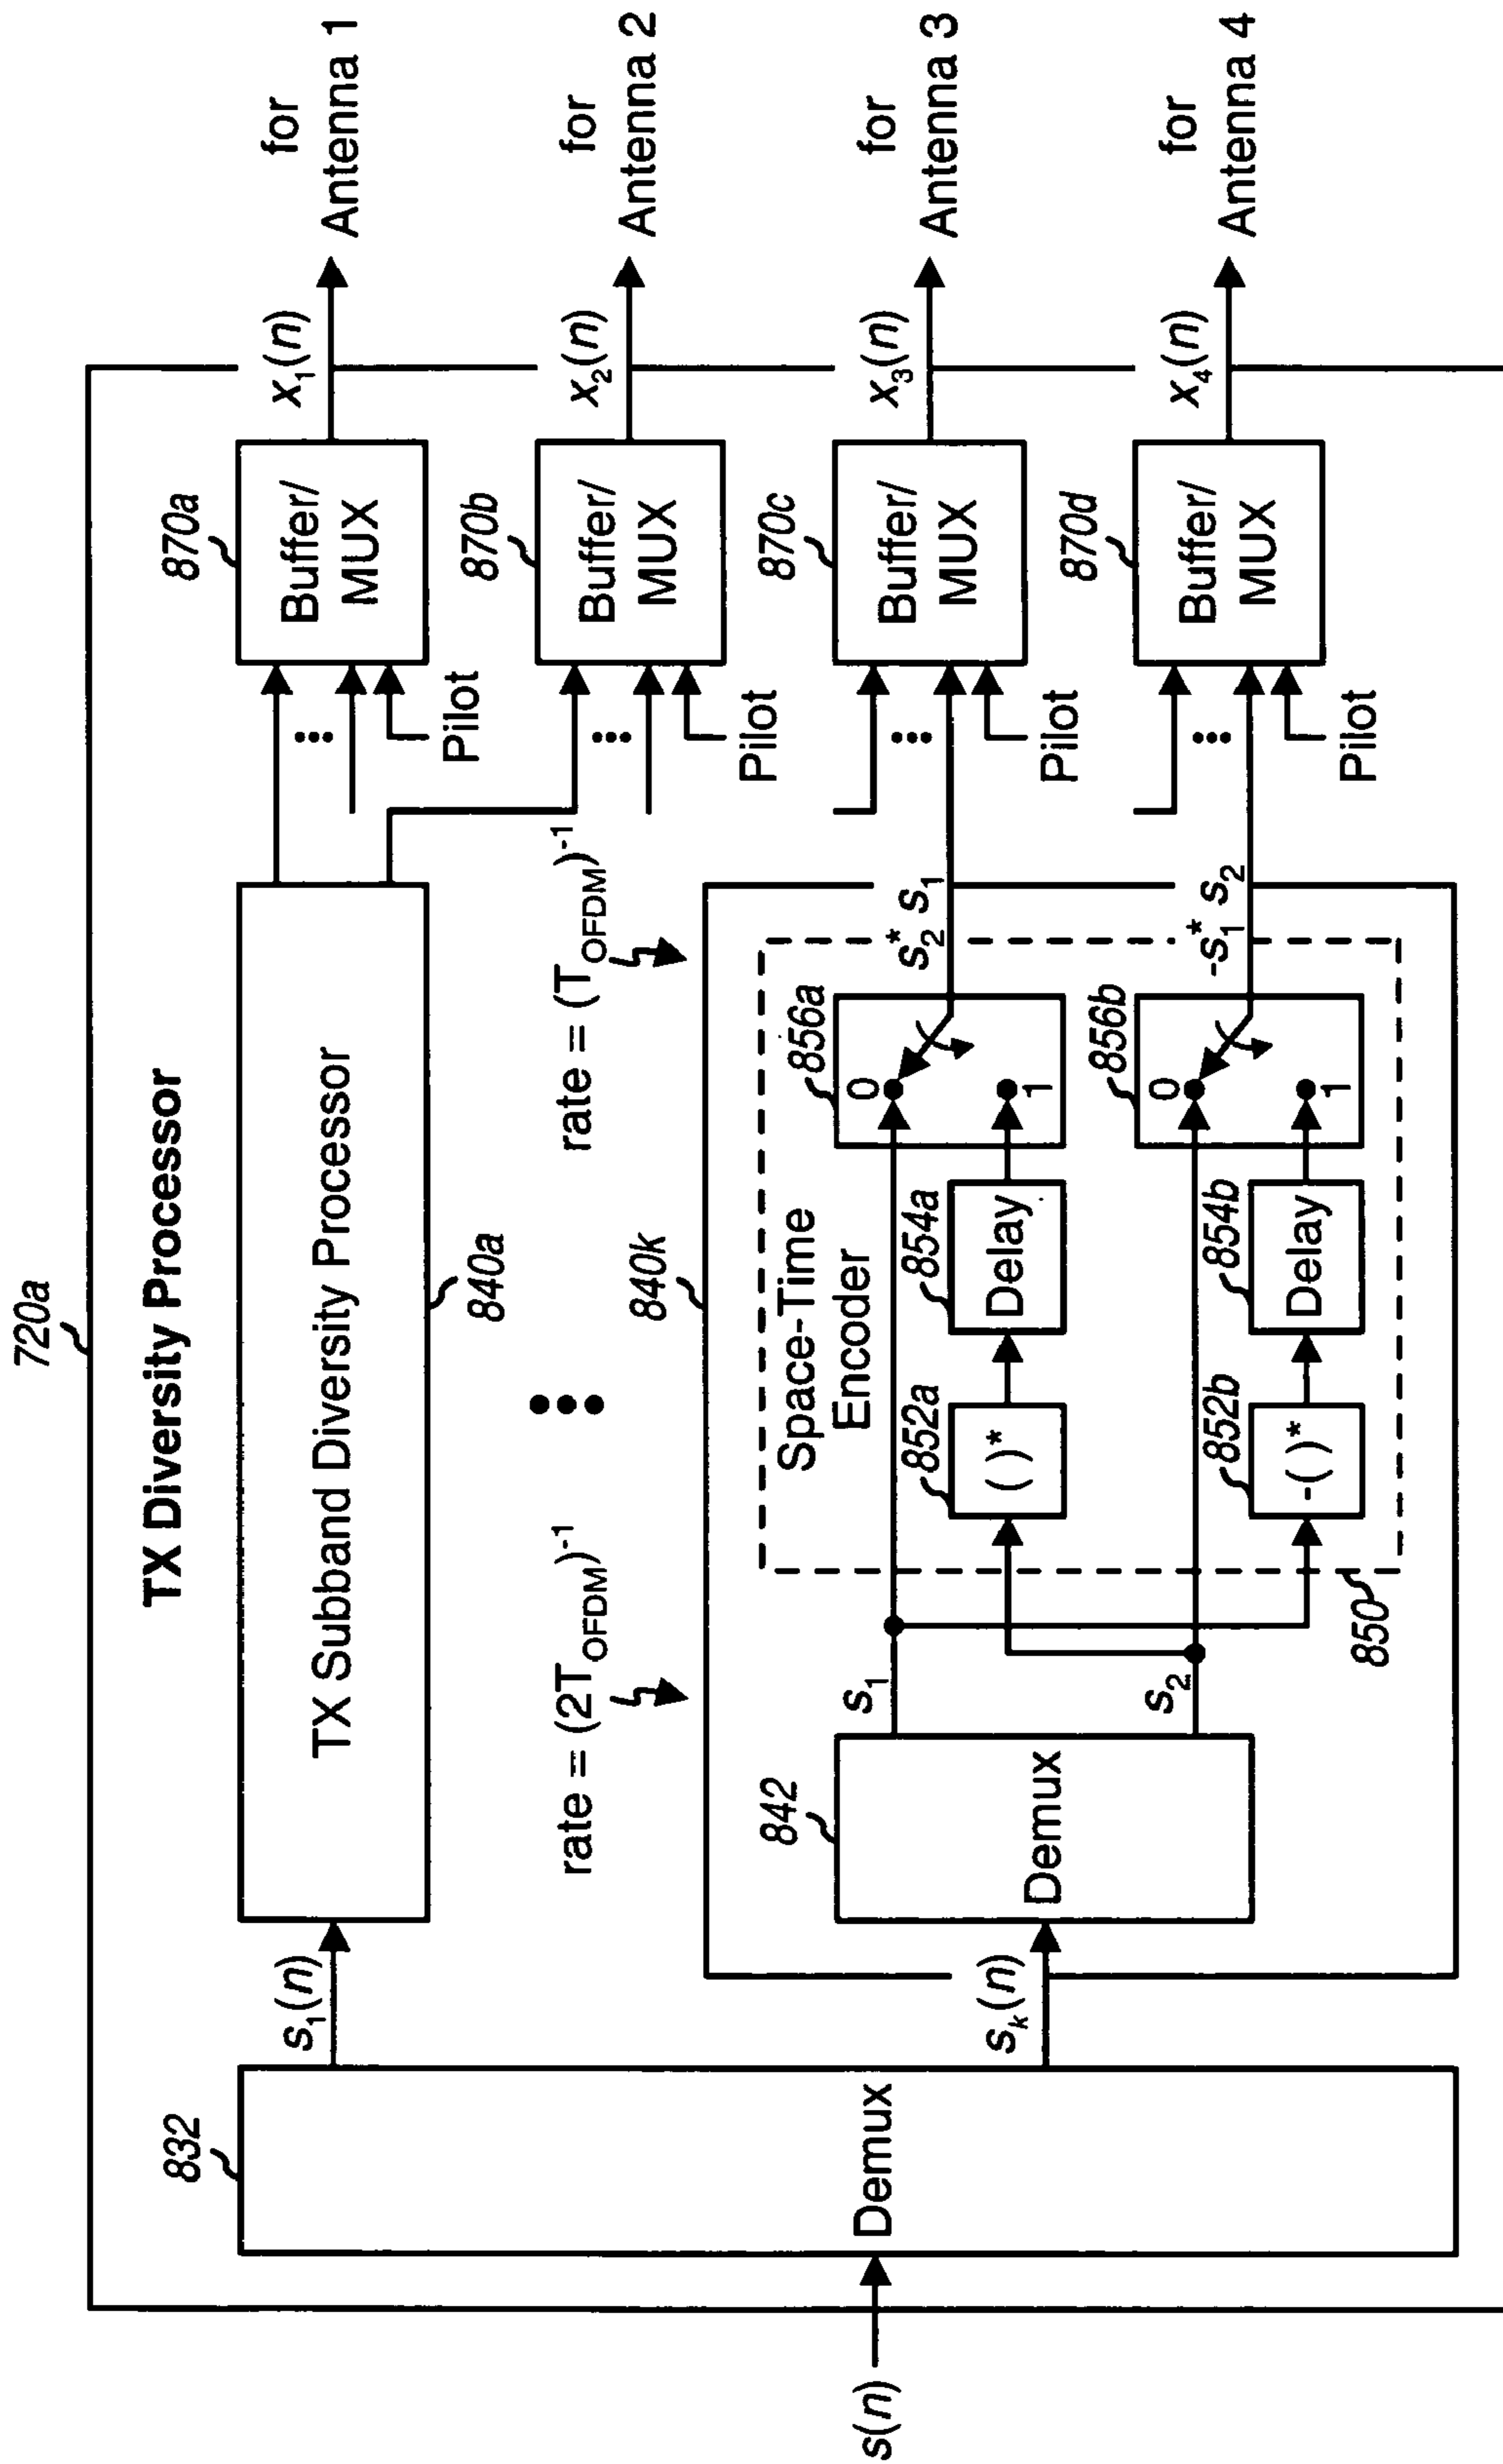 720a
TX Diversity Processor
832
Demux
s(n)
s₁(n)
sₖ(n)
TX Subband Diversity Processor
840a
rate = (2T_OFDM)⁻¹
rate = (T_OFDM)⁻¹
840k
842
Demux
s₁
s₂
850
Space-Time
Encoder
852a
( )*
854a
Delay
856a
0
1
852b
-( )*
854b
Delay
856b
0
1
s₂* s₁
-s₁* s₂
870a
Buffer/
MUX
Pilot
x₁(n)
for
Antenna 1
870b
Buffer/
MUX
Pilot
x₂(n)
for
Antenna 2
870c
Buffer/
MUX
Pilot
x₃(n)
for
Antenna 3
870d
Buffer/
MUX
Pilot
x₄(n)
for
Antenna 4